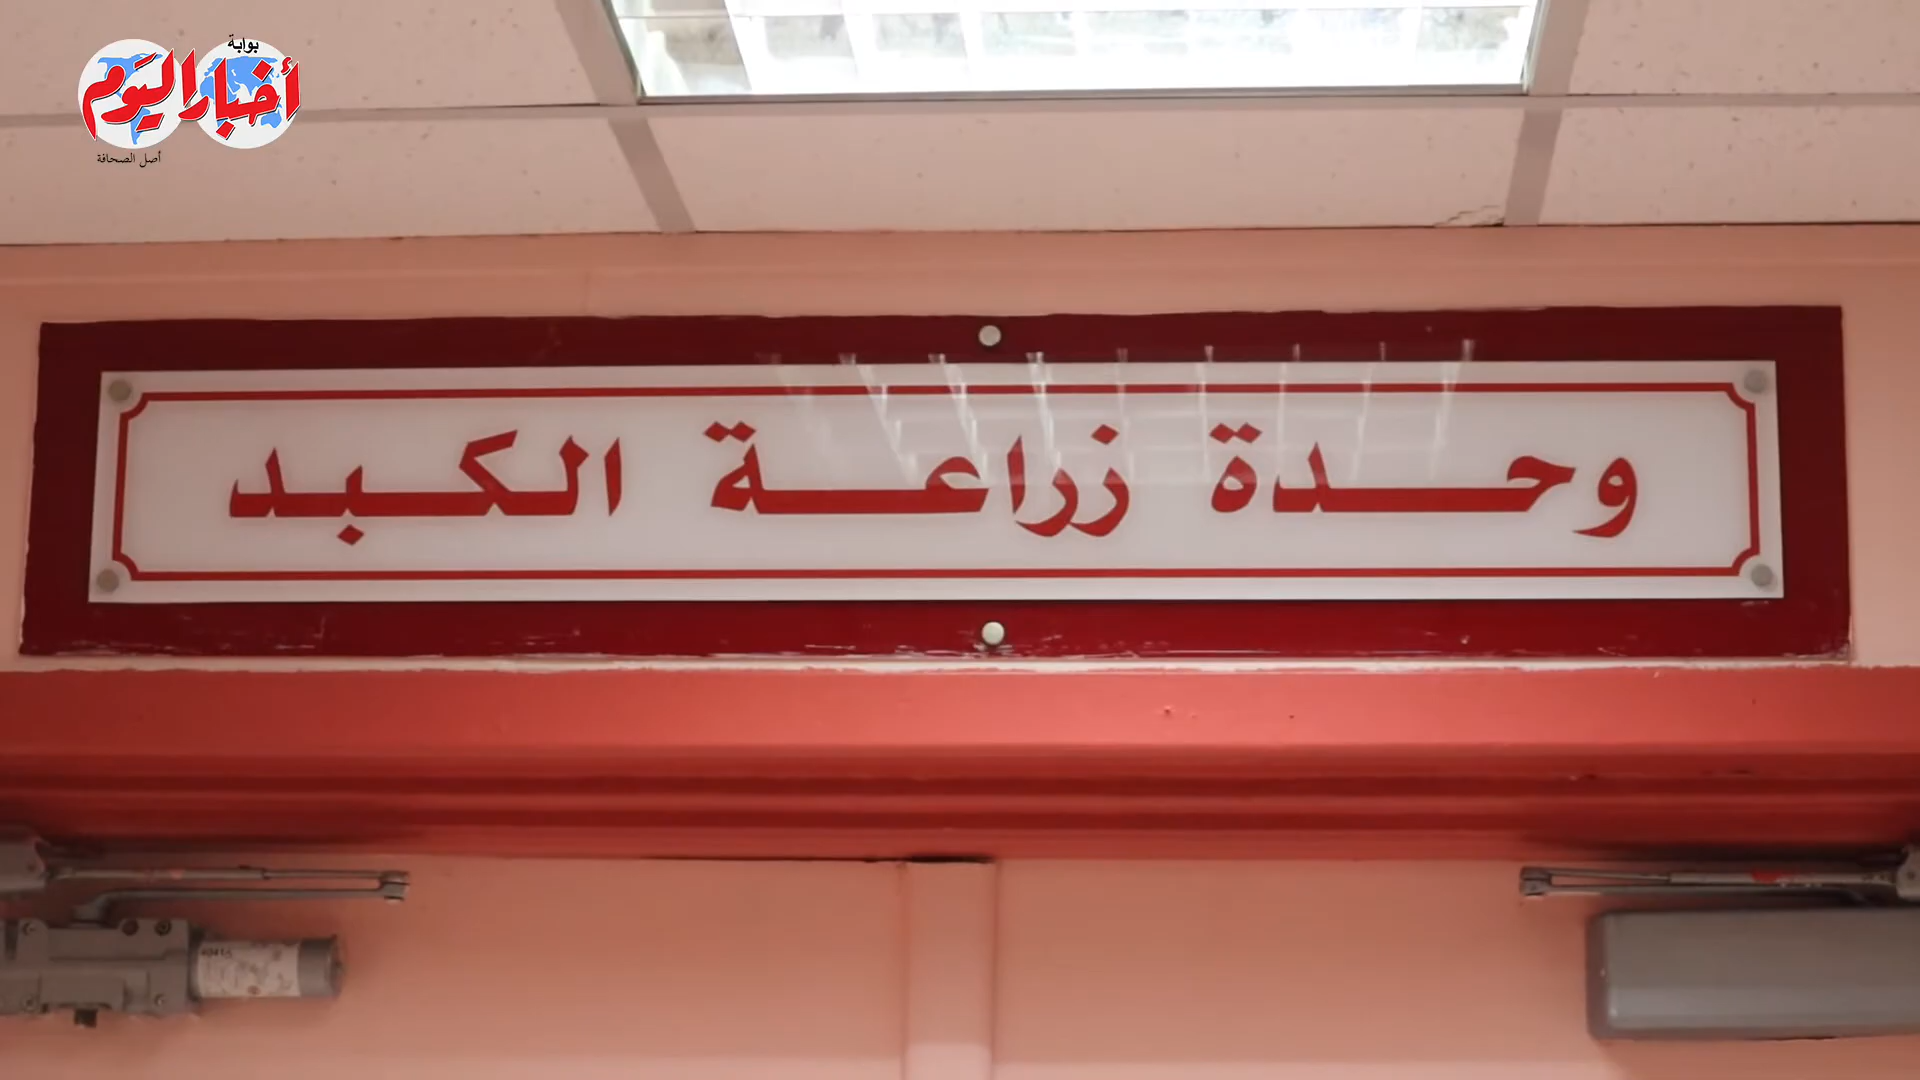 بوابة
أخبار اليوم
أصل الصحافة
وحدة زراعة الكبد